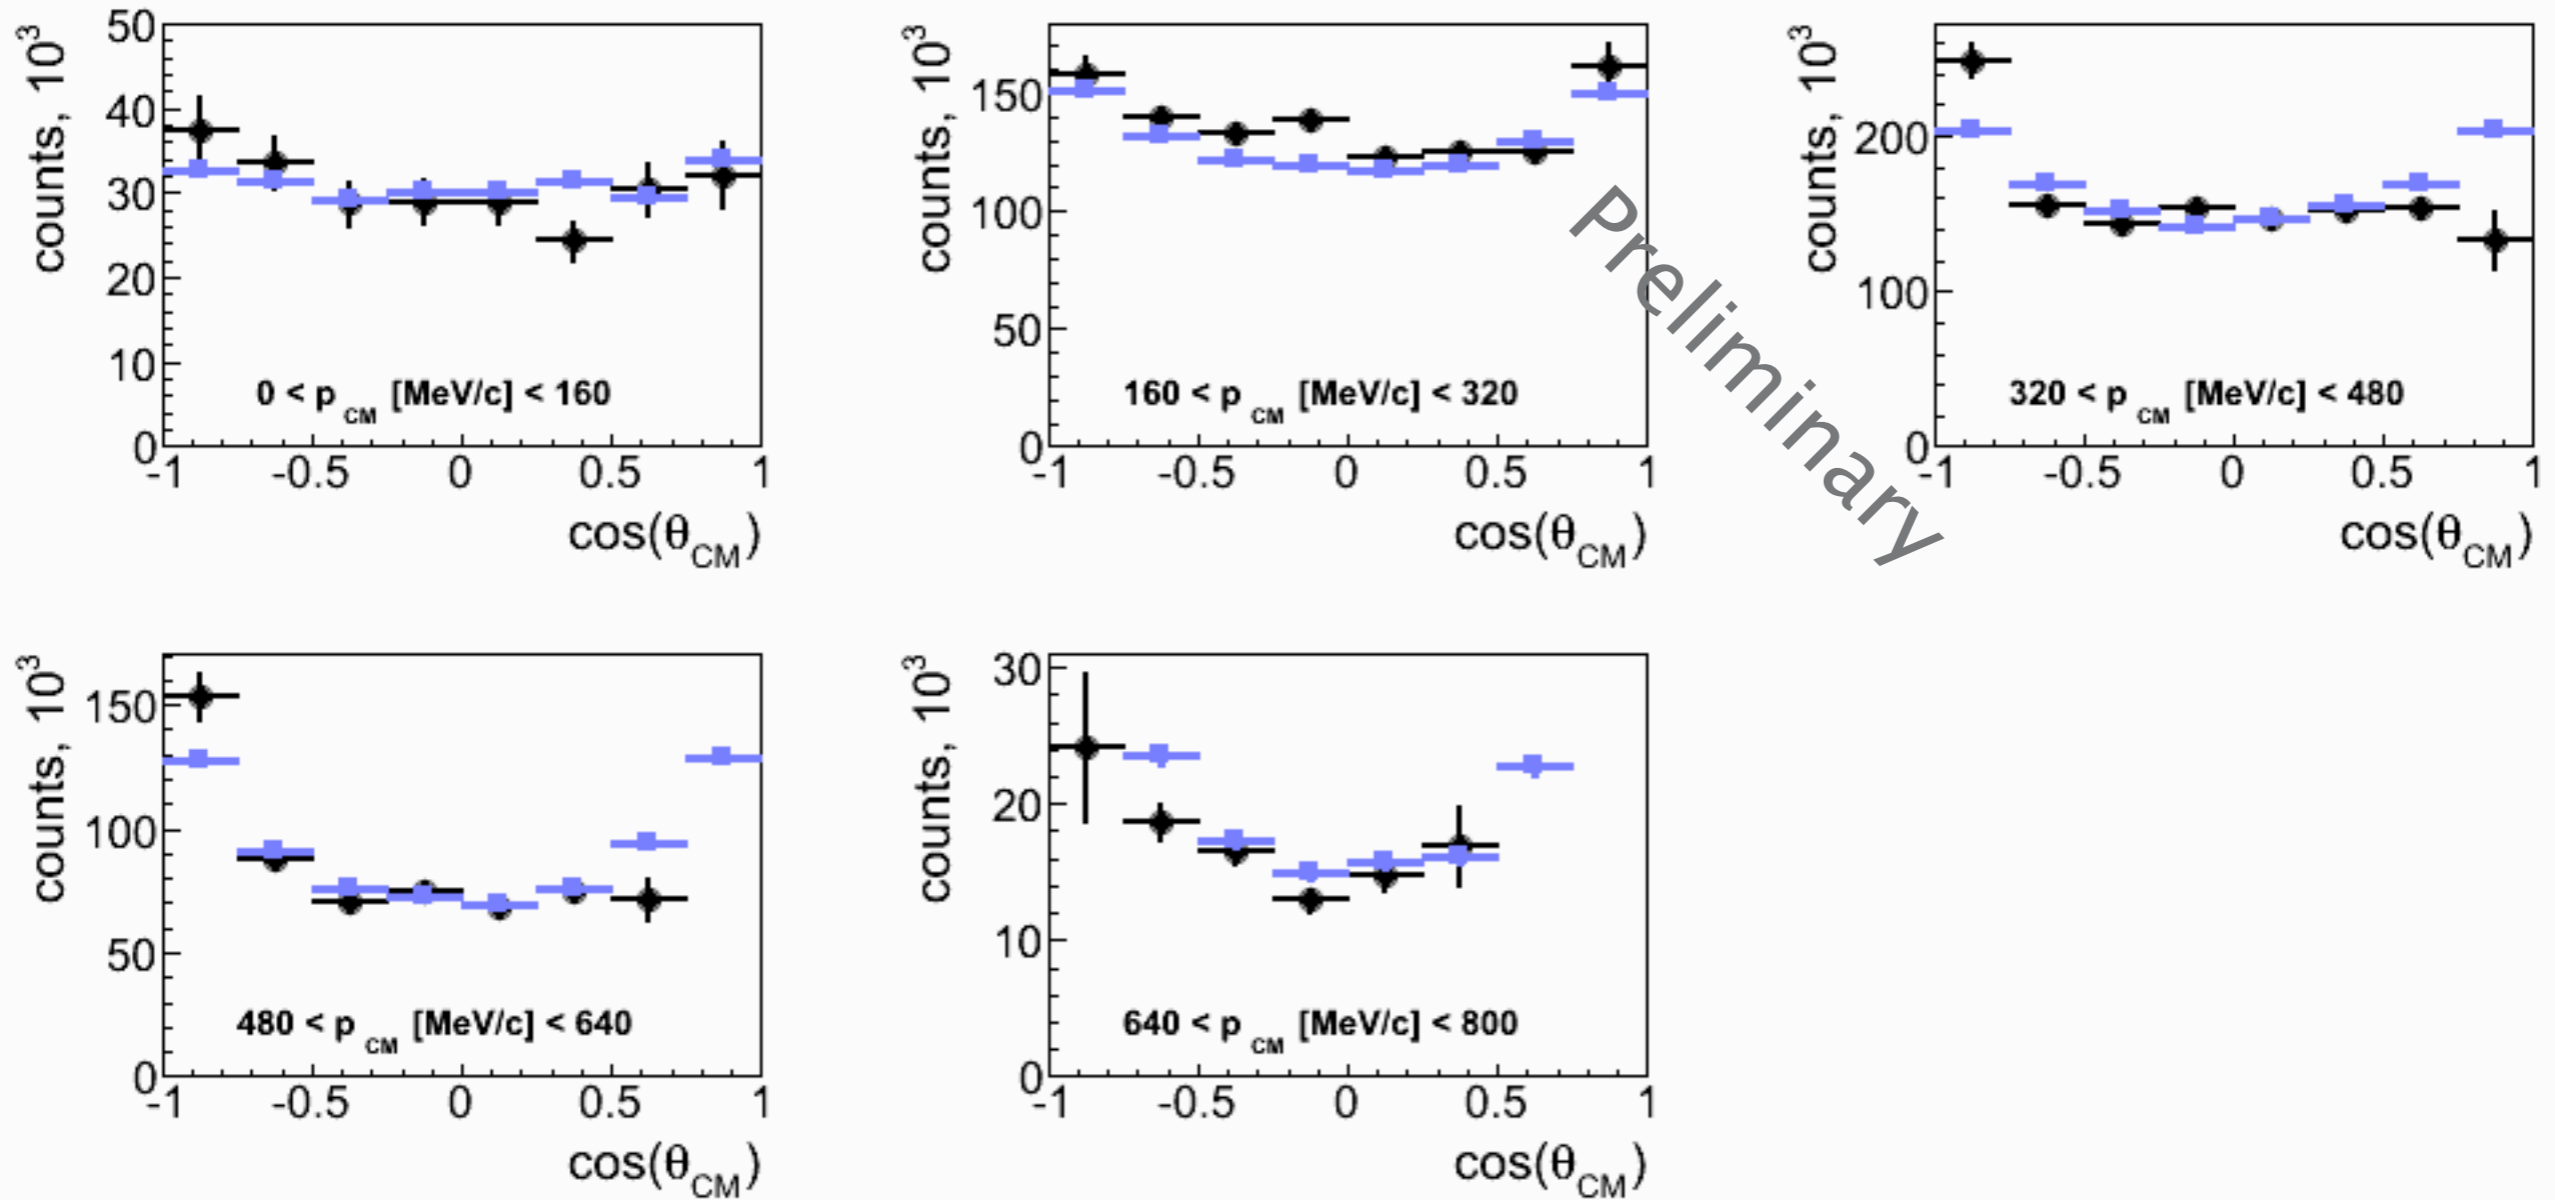 counts, 10³
50
40
30
20
10
0
0 < p CM [MeV/c] < 160
-1 -0.5 0 0.5 1
cos(θCM)
counts, 10³
150
100
50
0
160 < p CM [MeV/c] < 320
-1 -0.5 0 0.5 1
cos(θCM)
counts, 10³
200
100
0
320 < p CM [MeV/c] < 480
-1 -0.5 0 0.5 1
cos(θCM)
Preliminary
counts, 10³
150
100
50
0
480 < p CM [MeV/c] < 640
-1 -0.5 0 0.5 1
cos(θCM)
counts, 10³
30
20
10
0
640 < p CM [MeV/c] < 800
-1 -0.5 0 0.5 1
cos(θCM)